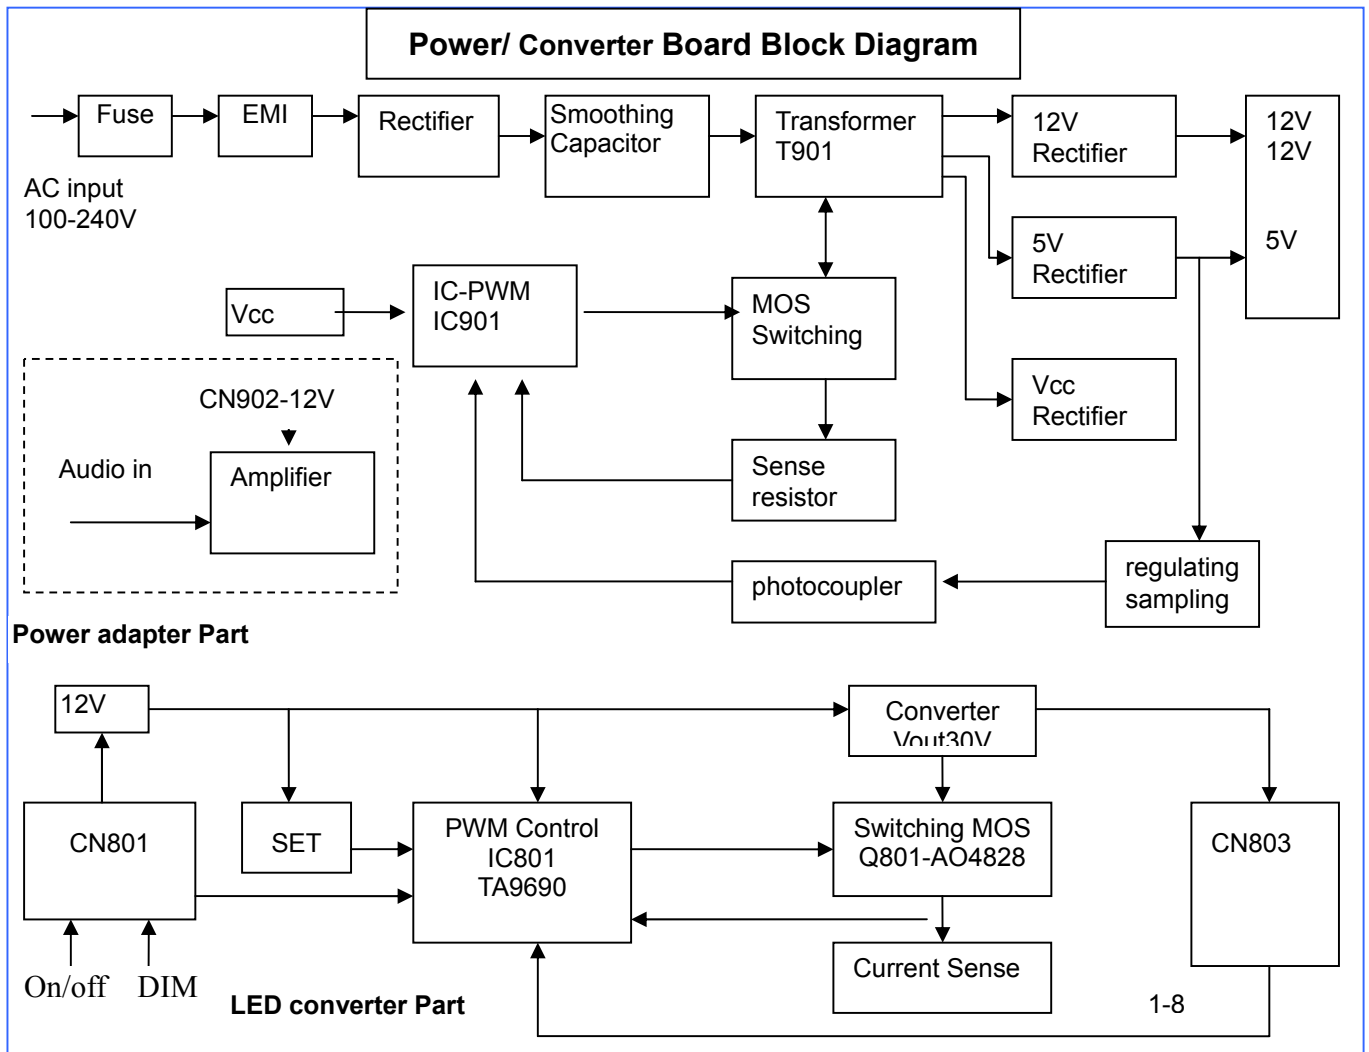 Power/ Converter Board Block Diagram
Fuse
EMI
Rectifier
Smoothing
Capacitor
Transformer
T901
12V
Rectifier
12V
12V
5V
AC input
100-240V
5V
Rectifier
Vcc
IC-PWM
IC901
MOS
Switching
Vcc
Rectifier
CN902-12V
Audio in
Amplifier
Sense
resistor
photocoupler
regulating
sampling
Power adapter Part
12V
Converter
Vout30V
CN801
SET
PWM Control
IC801
TA9690
Switching MOS
Q801-AO4828
CN803
Current Sense
On/off DIM
LED converter Part
1-8